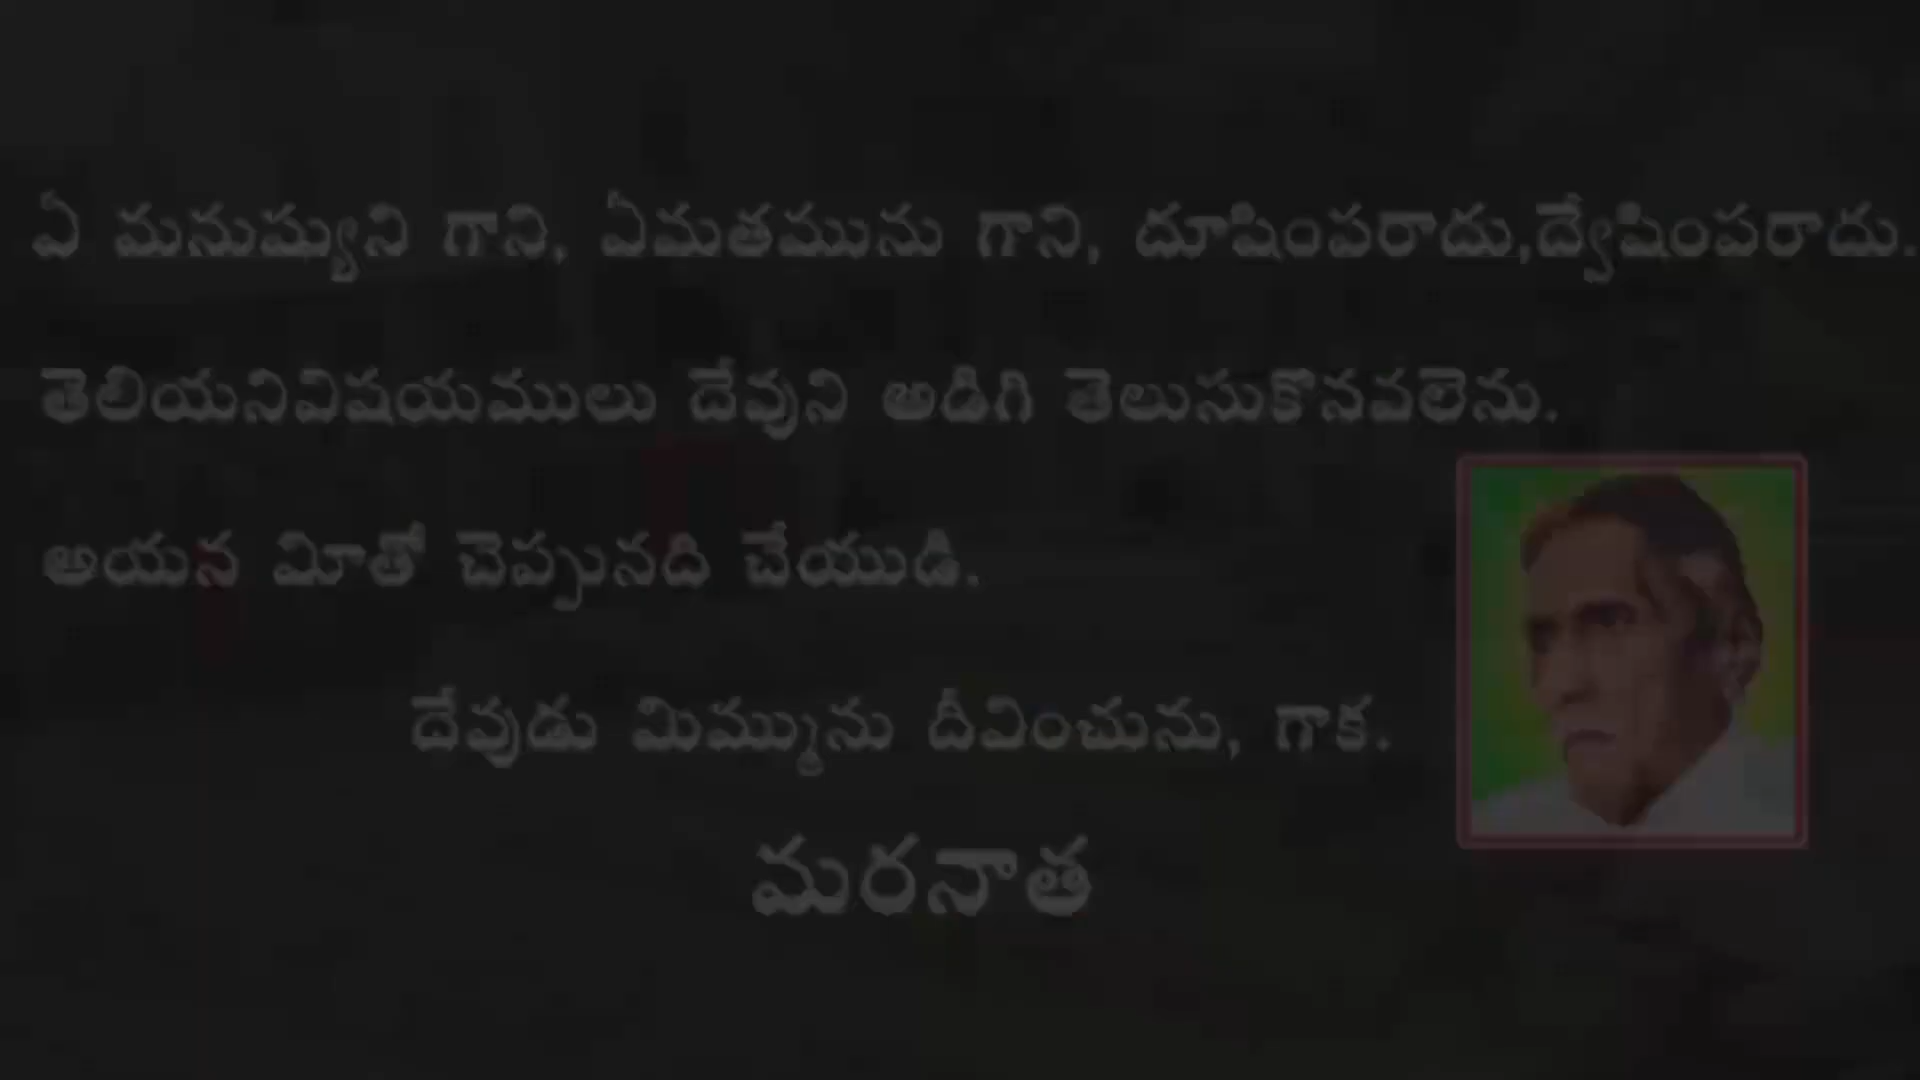 ఏ మనుష్యుని గాని, ఏమతమును గాని, దూషింపరాదు,ద్వేషింపరాదు.
తెలియనివిషయములు దేవుని అడిగి తెలుసుకొనవలెను.
ఆయన మీతో చెప్పునది చేయుడి.
దేవుడు మిమ్మును దీవించును, గాక.
మరనాత